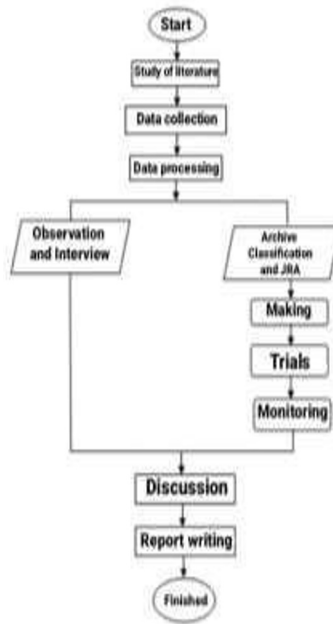 Start
Study of literature
Data collection
Data processing
Observation
and Interview
Archive
Classification
and JRA
Making
Trials
Monitoring
Discussion
Report writing
Finished